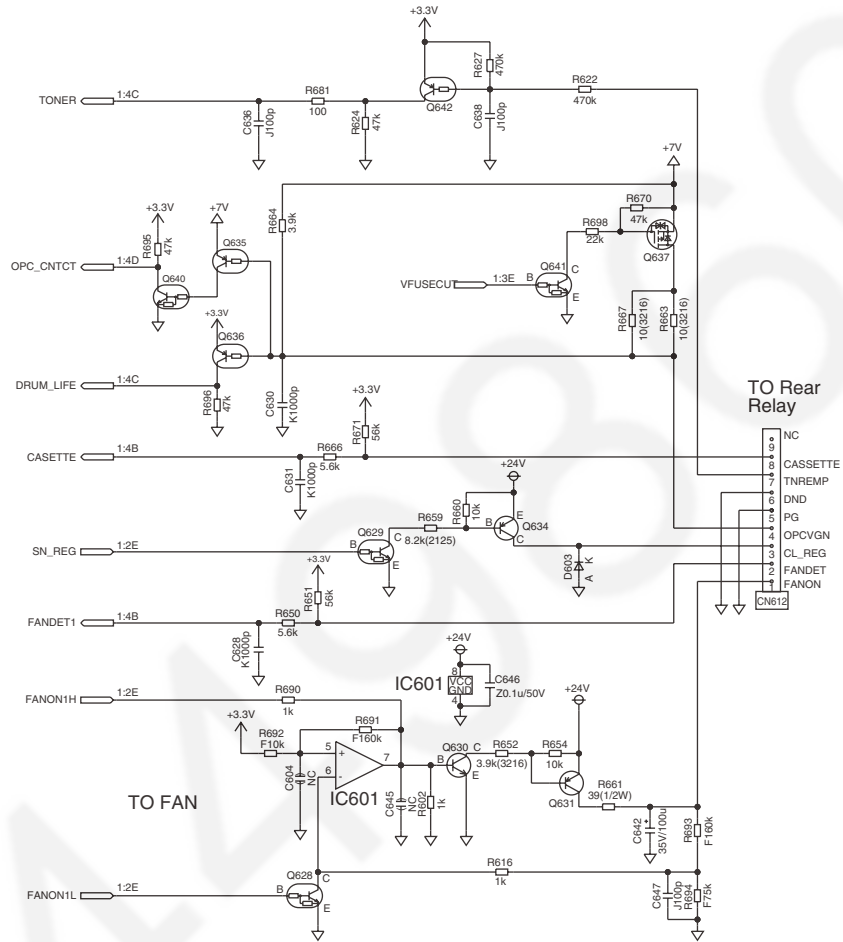 +3.3V
R627
470k
R622
470k
TONER
1:4C
R681
100
C636
J100p
R624
47k
Q642
C638
J100p
+7V
+3.3V
+7V
R664
3.9k
R670
47k
R695
47k
Q635
R698
22k
Q637
OPC_CNTCT
1:4D
Q640
VFUSECUT
1:3E
B
Q641
C
E
+3.3V
Q636
R667
10(3216)
R663
10(3216)
DRUM_LIFE
1:4C
R696
47k
C630
K1000p
+3.3V
R671
56k
TO Rear
Relay
NC
9
CASETTE
1:4B
R666
5.6k
C631
K1000p
8
CASSETTE
7
TNREMP
6
DND
5
PG
4
OPCVGN
3
CL_REG
2
FANDET
1
FANON
CN612
+24V
R660
10k
R659
8.2k(2125)
Q634
B
E
C
Q629
C
SN_REG
1:2E
B
E
D603
A
K
+3.3V
R651
56k
FANDET1
1:4B
R650
5.6k
C628
K1000p
+24V
IC601
8
VCC
GND
4
C646
Z0.1u/50V
FANON1H
1:2E
R690
1k
+24V
+3.3V
R692
F10k
R691
F160k
5
+
6
-
7
IC601
C604
NC
C645
NC
R602
1k
Q630
B
C
E
R652
3.9k(3216)
R654
10k
Q631
R661
39(1/2W)
C642
+
35V/100u
R693
F160k
TO FAN
R616
1k
C647
J100p
R694
F75k
FANON1L
1:2E
Q628
B
C
E